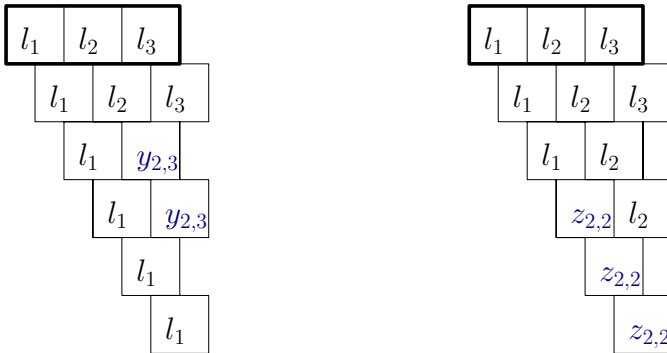 l₁ l₂ l₃ l₁ l₂ l₃
l₁ l₂ l₃ l₁ l₂ l₃
l₁ y₂,₃ l₁ l₂
l₁ y₂,₃ z₂,₂ l₂
l₁ z₂,₂
l₁ z₂,₂